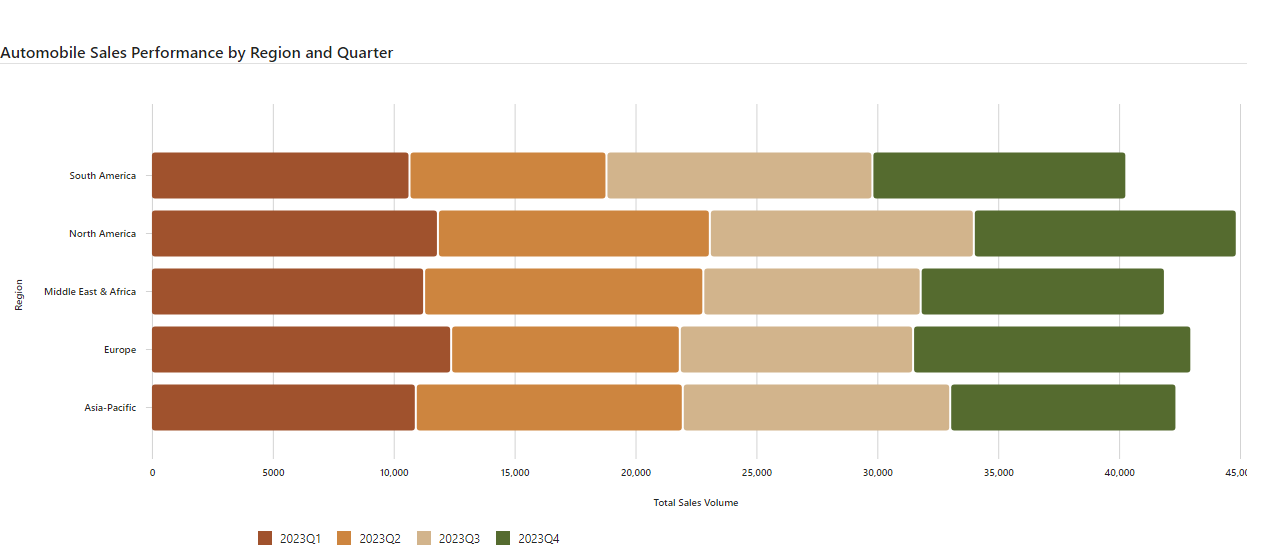 Automobile Sales Performance by Region and Quarter
South America
North America
Middle East & Africa
Europe
Asia-Pacific
Region
0 5000 10,000 15,000 20,000 25,000 30,000 35,000 40,000 45,0
Total Sales Volume
2023Q1 2023Q2 2023Q3 2023Q4